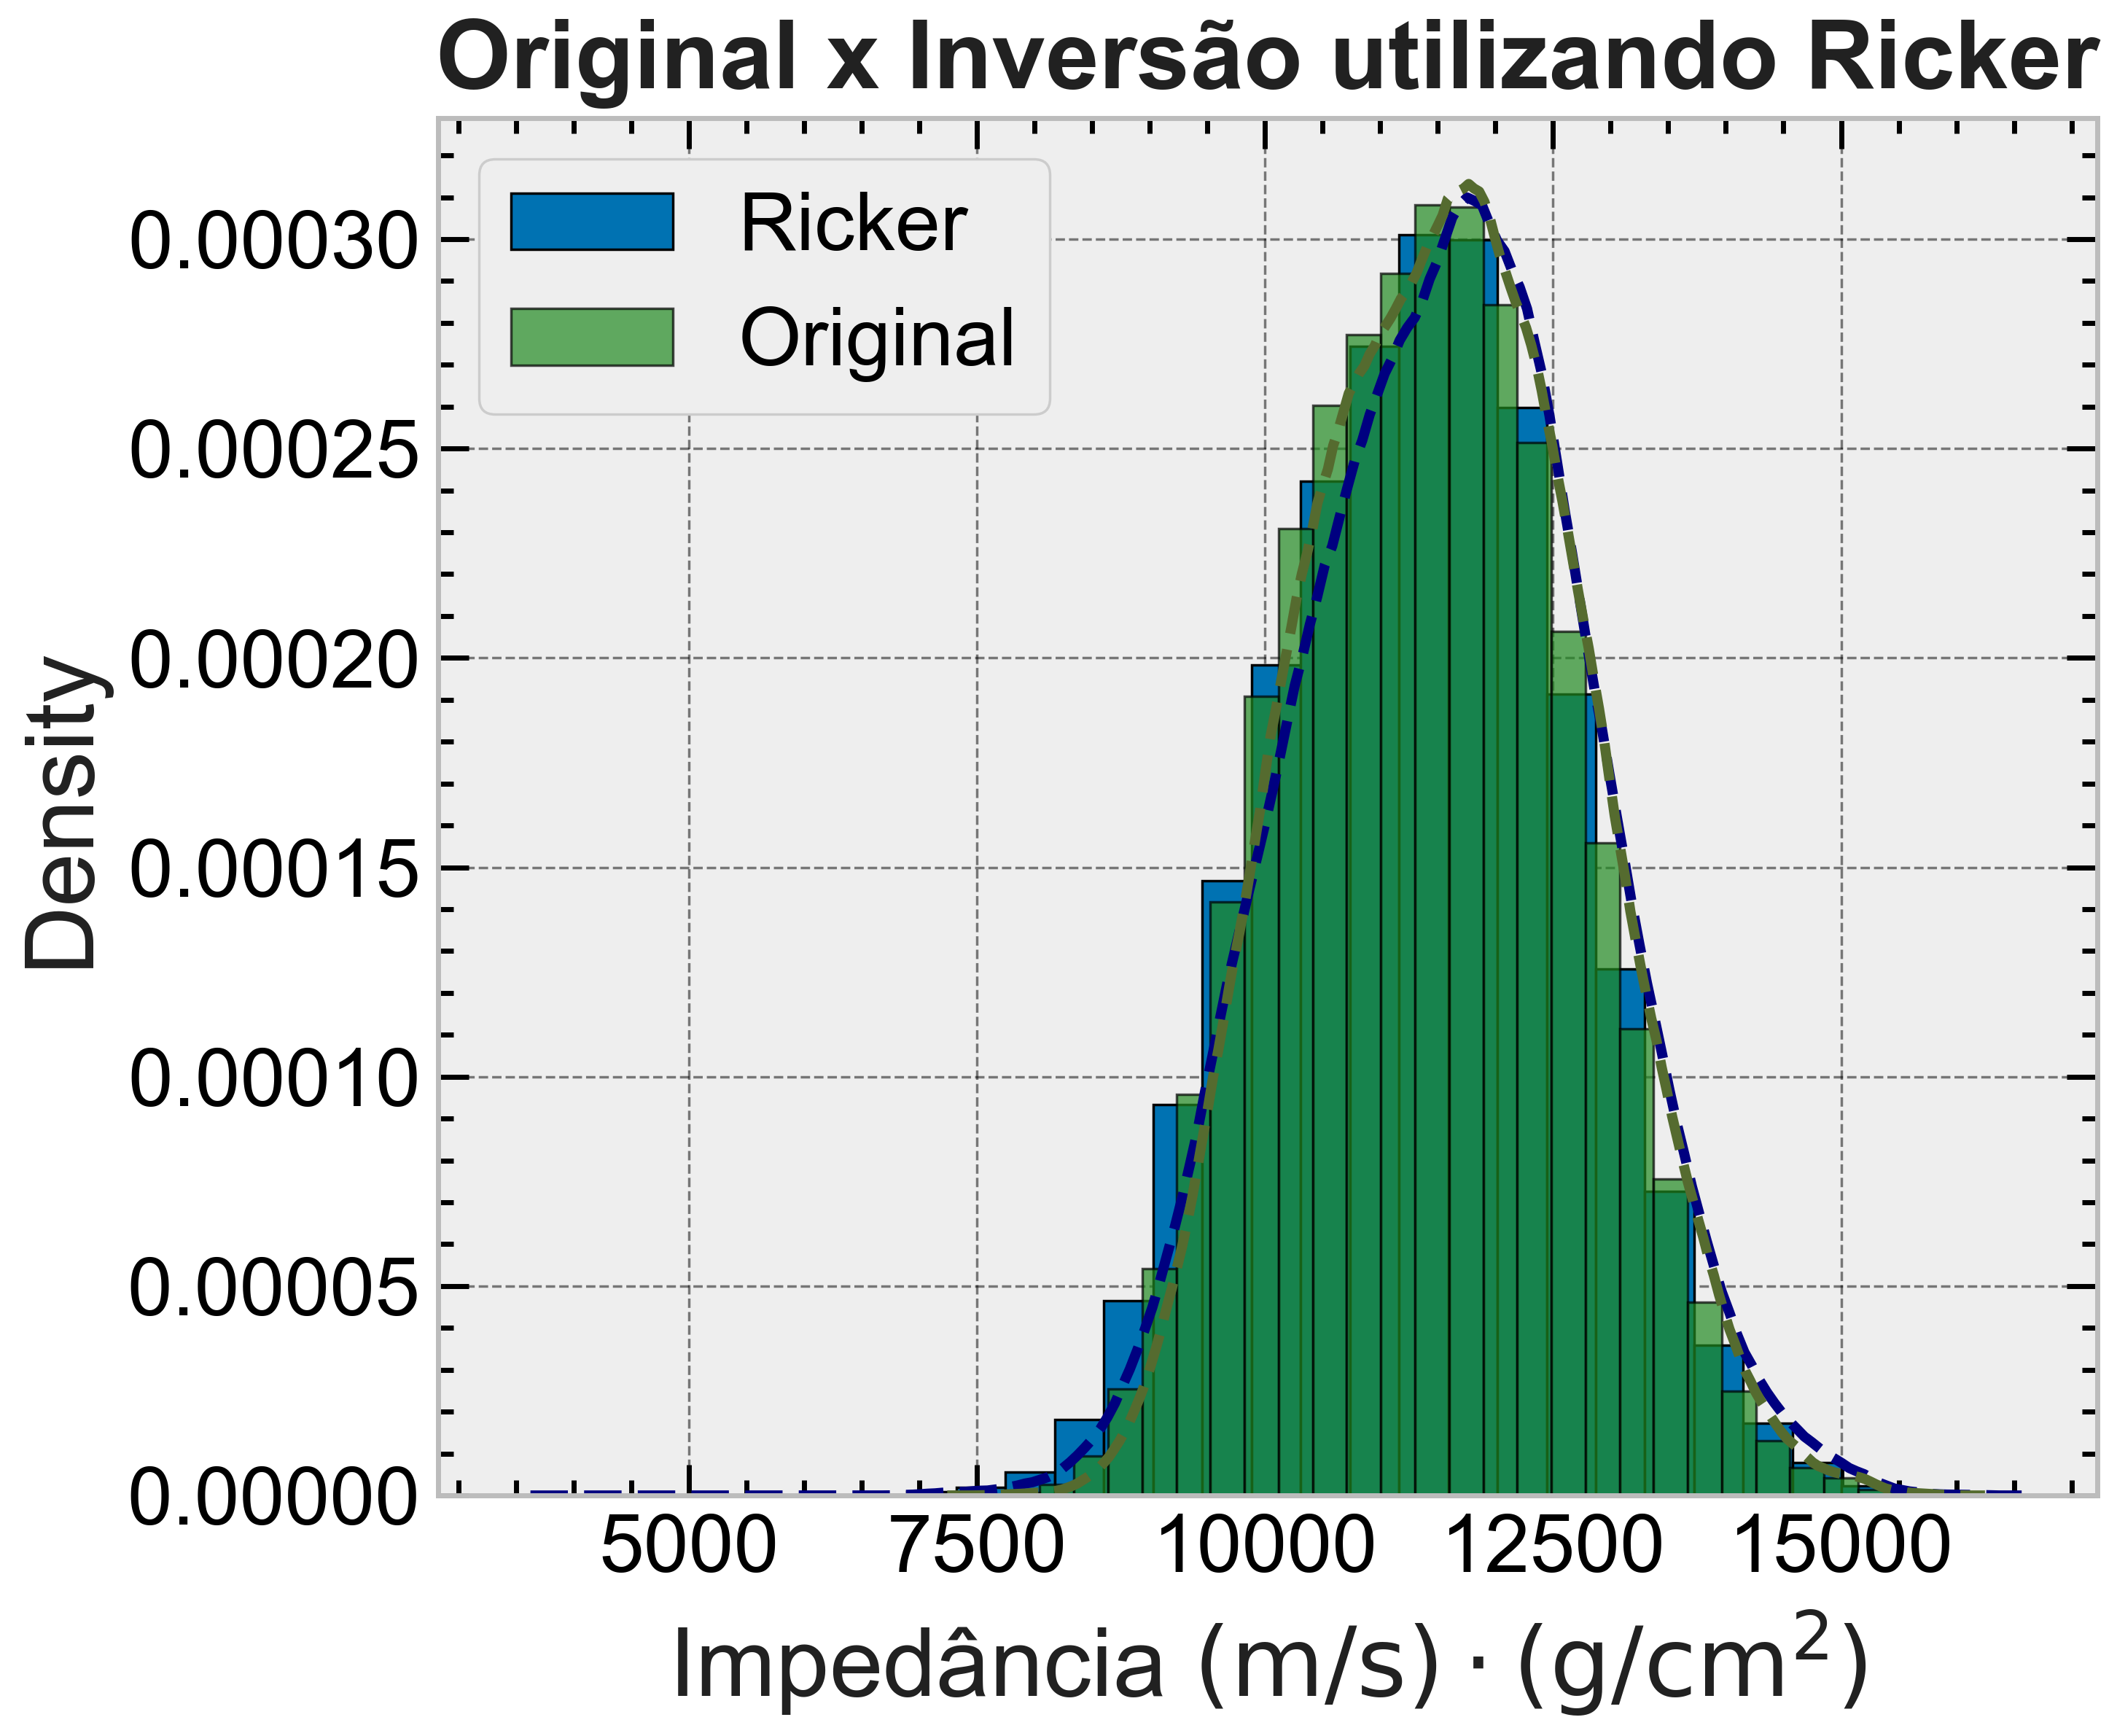 Original x Inversão utilizando Ricker
Ricker
Original
0.00030
0.00025
0.00020
0.00015
0.00010
0.00005
0.00000
Density
5000 7500 10000 12500 15000
Impedância (m/s) · (g/cm²)